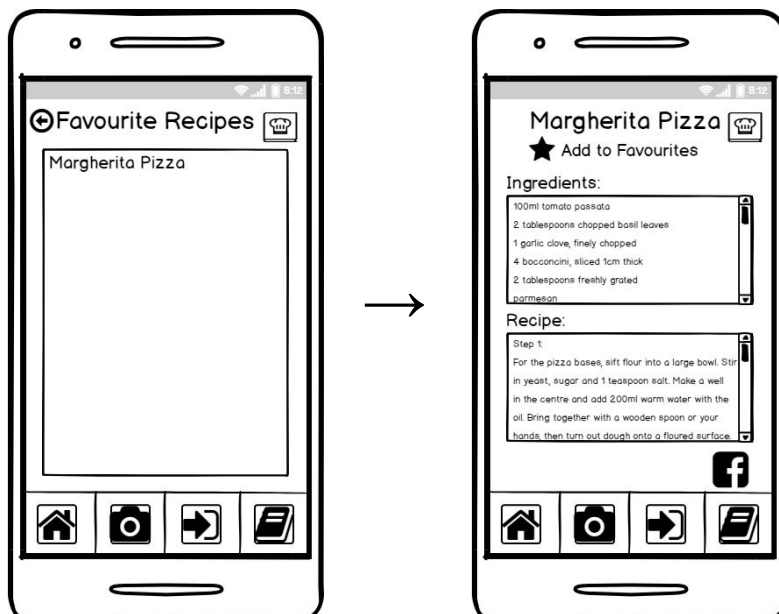 8:12
Favourite Recipes
Margherita Pizza
8:12
Margherita Pizza
Add to Favourites
Ingredients:
100ml tomato passata
2 tablespoons chopped basil leaves
1 garlic clove, finely chopped
4 bocconcini, sliced 1cm thick
2 tablespoons freshly grated
parmesan
Recipe:
Step 1:
For the pizza bases, sift flour into a large bowl. Stir
in yeast, sugar and 1 teaspoon salt. Make a well
in the centre and add 200ml warm water with the
oil. Bring together with a wooden spoon or your
hands, then turn out dough onto a floured surface.